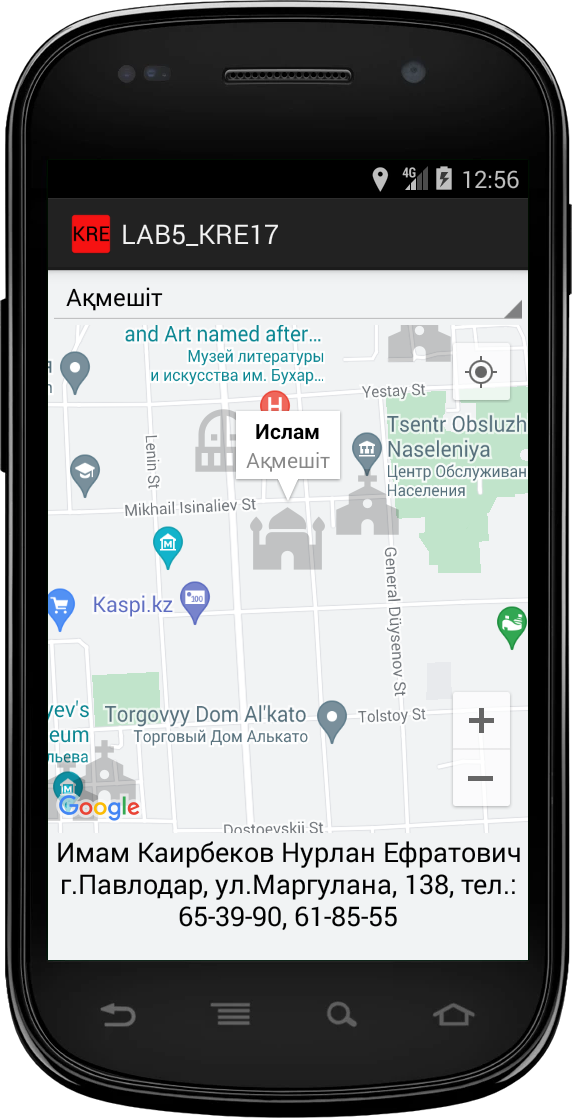 4G 12:56
KRE LAB5_KRE17
Ақмешіт
and Art named after...
Музей литературы
и искусства им. Бухар...
Yestay St
H
Tsentr Obsluzh
Naseleniya
Центр Обслуживан
Населения
Ислам
Ақмешіт
Lenin St
Mikhail Isinaliev St
M
Kaspi.kz
100
General Düysenov St
yev's
eum
льева
M
Torgovyy Dom Al'kato
Торговый Дом Алькато
Tolstoy St
+
−
Google
Dostoevskij St
Имам Каирбеков Нурлан Ефратович
г.Павлодар, ул.Маргулана, 138, тел.:
65-39-90, 61-85-55